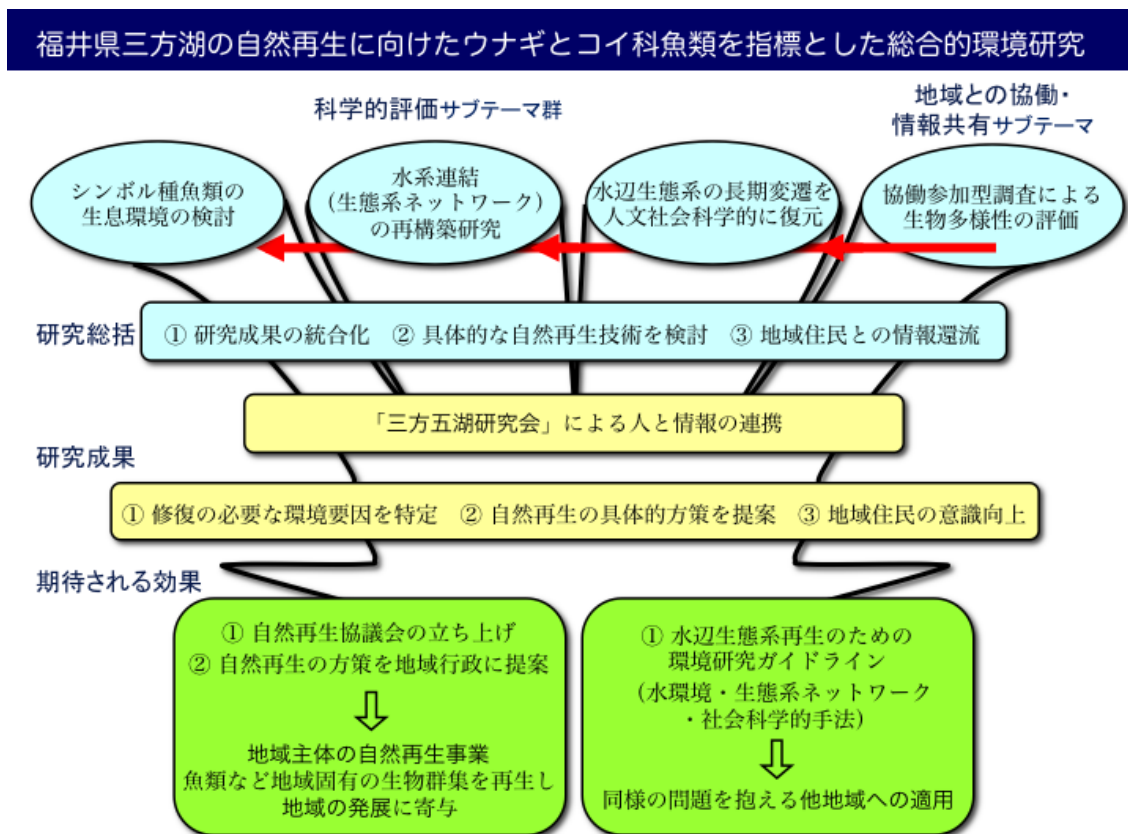 福井県三方湖の自然再生に向けたウナギとコイ科魚類を指標とした総合的環境研究
科学的評価サブテーマ群
地域との協働・
情報共有サブテーマ
シンボル種魚類の
生息環境の検討
水系連結
(生態系ネットワーク)
の再構築研究
水辺生態系の長期変遷を
人文社会科学的に復元
協働参加型調査による
生物多様性の評価
研究総括
① 研究成果の統合化 ② 具体的な自然再生技術を検討 ③ 地域住民との情報還流
「三方五湖研究会」による人と情報の連携
研究成果
① 修復の必要な環境要因を特定 ② 自然再生の具体的方策を提案 ③ 地域住民の意識向上
期待される効果
① 自然再生協議会の立ち上げ
② 自然再生の方策を地域行政に提案
地域主体の自然再生事業
魚類など地域固有の生物群集を再生し
地域の発展に寄与
① 水辺生態系再生のための
環境研究ガイドライン
(水環境・生態系ネットワーク
・社会科学的手法)
同様の問題を抱える他地域への適用